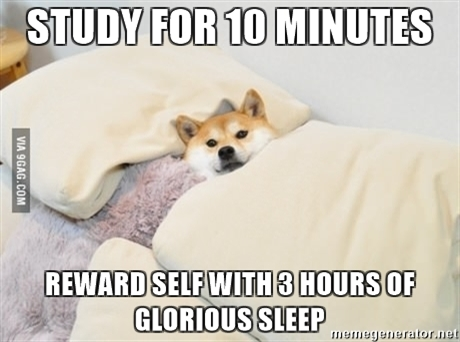 STUDY FOR 10 MINUTES
VIA 9GAG.COM
REWARD SELF WITH 3 HOURS OF
GLORIOUS SLEEP
memegenerator.net